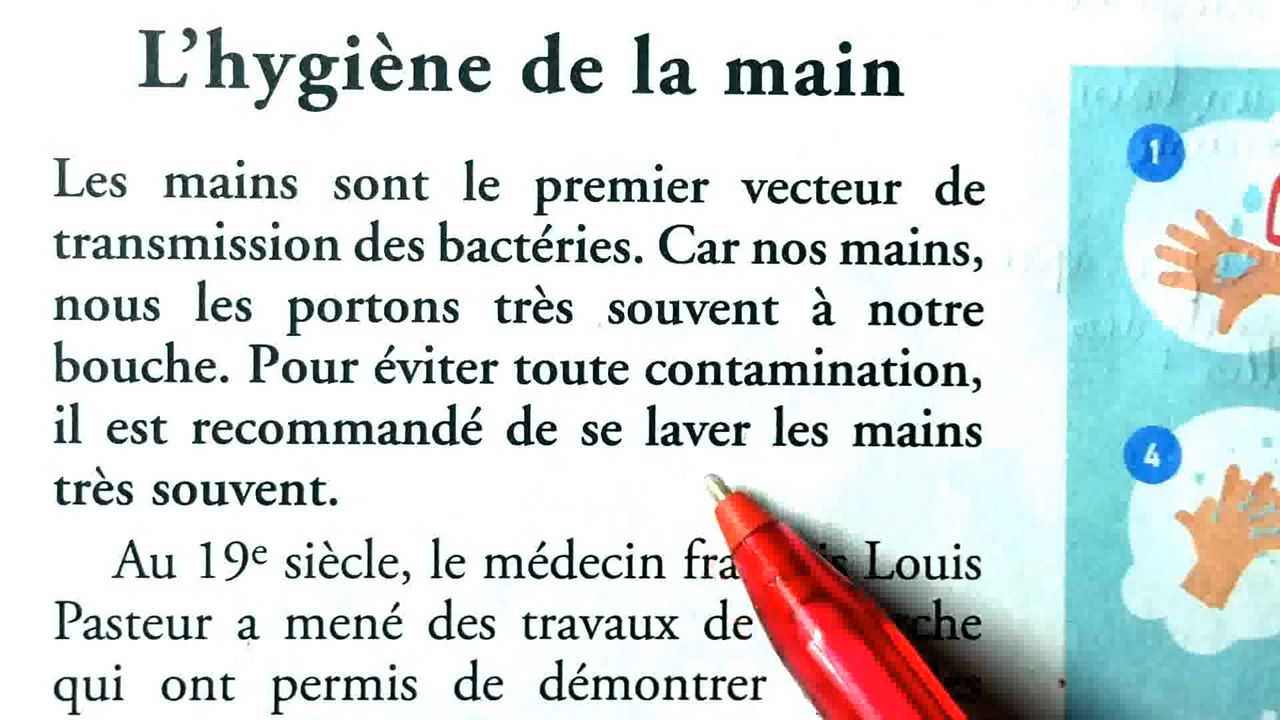 L'hygiène de la main
Les mains sont le premier vecteur de
transmission des bactéries. Car nos mains,
nous les portons très souvent à notre
bouche. Pour éviter toute contamination,
il est recommandé de se laver les mains
très souvent.
Au 19e siècle, le médecin Louis
Pasteur a mené des travaux de
qui ont permis de démontrer
1
4